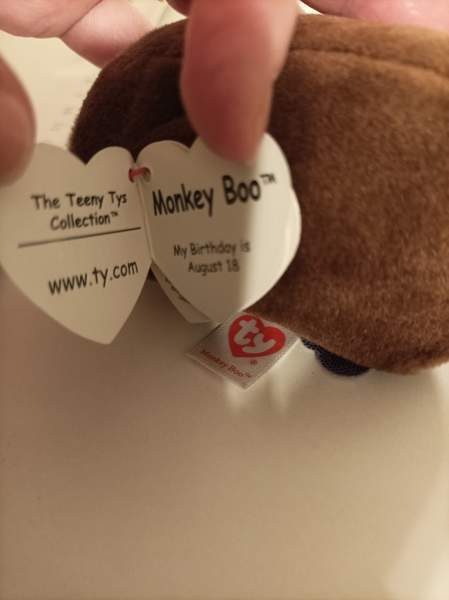 The Teeny Tys
Collection™
www.ty.com
Monkey Boo™
My Birthday is
August 18
ty®
Monkey Boo™